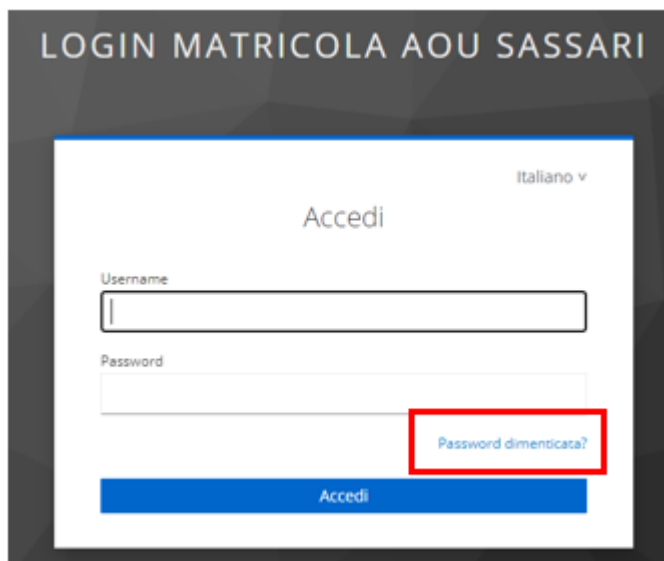 LOGIN MATRICOLA AOU SASSARI
Italiano v
Accedi
Username
Password
Password dimenticata?
Accedi